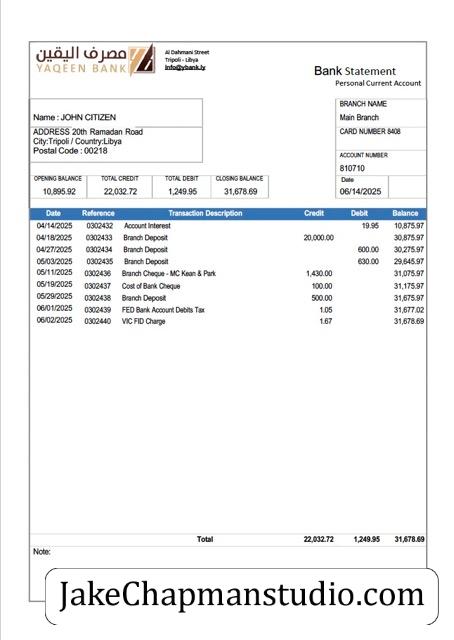 مصرف اليقين
YAQEEN BANK
Al Dahmani Street
Tripoli - Libya
info@ybank.ly
Bank Statement
Personal Current Account
Name : JOHN CITIZEN
ADDRESS 20th Ramadan Road
City:Tripoli / Country:Libya
Postal Code : 00218
BRANCH NAME
Main Branch
CARD NUMBER 8408
ACCOUNT NUMBER
810710
Date
06/14/2025
OPENING BALANCE TOTAL CREDIT TOTAL DEBIT CLOSING BALANCE
10,895.92 22,032.72 1,249.95 31,678.69
Date Reference Transaction Description Credit Debit Balance
04/14/2025 0302432 Account Interest 19.95 10,875.97
04/18/2025 0302433 Branch Deposit 20,000.00 30,875.97
04/27/2025 0302434 Branch Deposit 600.00 30,275.97
05/03/2025 0302435 Branch Deposit 630.00 29,645.97
05/11/2025 0302436 Branch Cheque - MC Kean & Park 1,430.00 31,075.97
05/19/2025 0302437 Cost of Bank Cheque 100.00 31,175.97
05/29/2025 0302438 Branch Deposit 500.00 31,675.97
06/01/2025 0302439 FED Bank Account Debits Tax 1.05 31,677.02
06/02/2025 0302440 VIC FID Charge 1.67 31,678.69
Total 22,032.72 1,249.95 31,678.69
Note:
JakeChapmanstudio.com